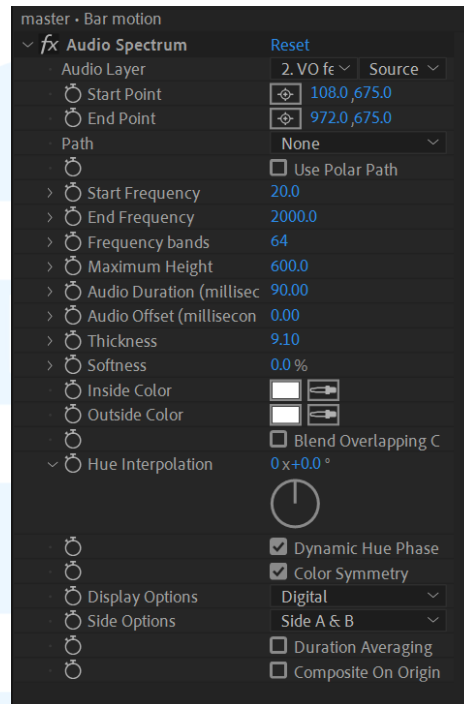 master • Bar motion
fx Audio Spectrum Reset
Audio Layer 2. VO fe Source
Start Point 108.0,675.0
End Point 972.0,675.0
Path None
Use Polar Path
Start Frequency 20.0
End Frequency 2000.0
Frequency bands 64
Maximum Height 600.0
Audio Duration (millisec 90.00
Audio Offset (millisecon 0.00
Thickness 9.10
Softness 0.0 %
Inside Color
Outside Color
Blend Overlapping C
Hue Interpolation 0 x+0.0 °
Dynamic Hue Phase
Color Symmetry
Display Options Digital
Side Options Side A & B
Duration Averaging
Composite On Origin